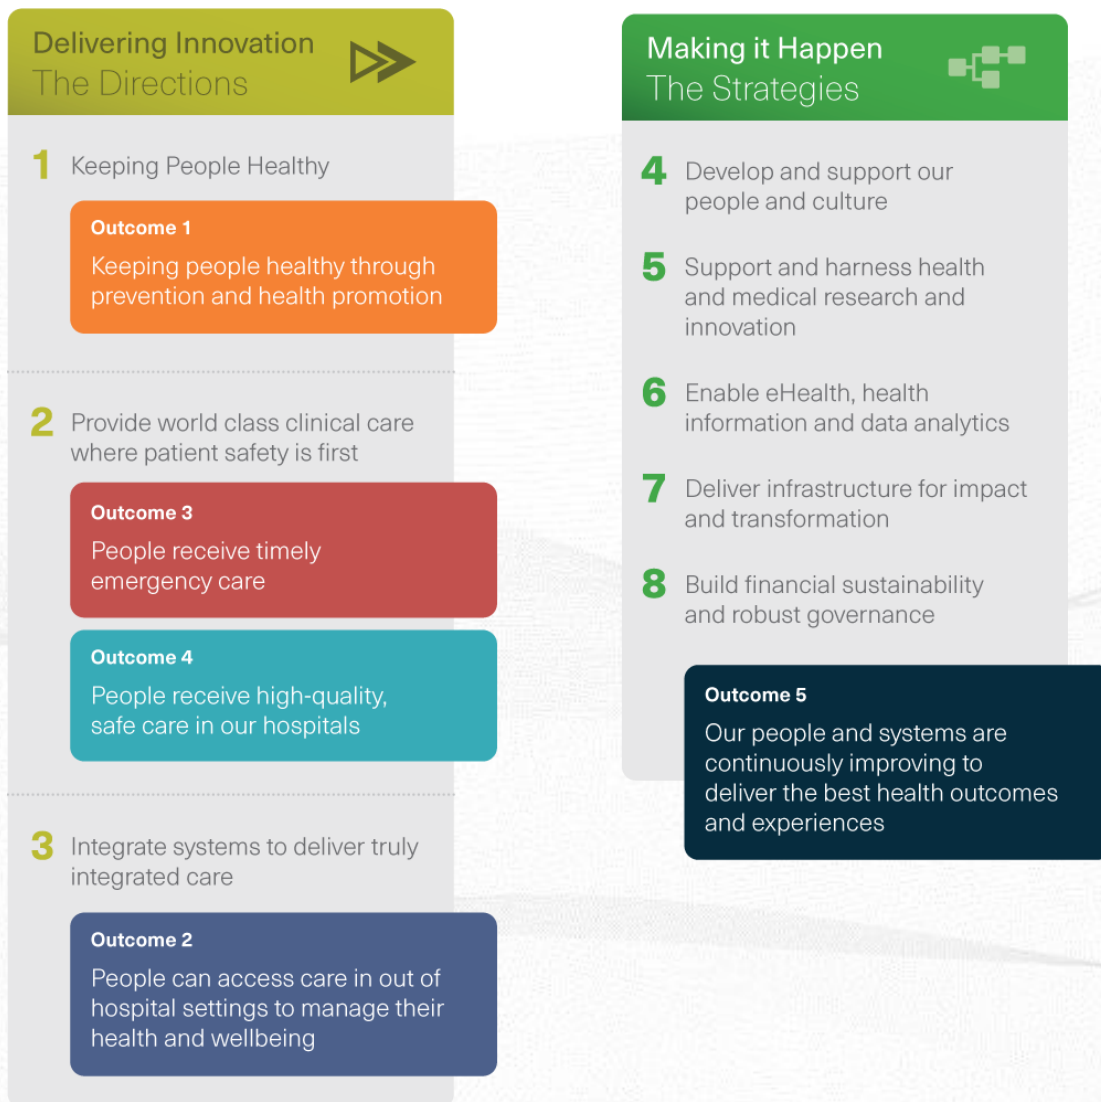 Delivering Innovation
The Directions
1 Keeping People Healthy
Outcome 1
Keeping people healthy through
prevention and health promotion
2 Provide world class clinical care
where patient safety is first
Outcome 3
People receive timely
emergency care
Outcome 4
People receive high-quality,
safe care in our hospitals
3 Integrate systems to deliver truly
integrated care
Outcome 2
People can access care in out of
hospital settings to manage their
health and wellbeing
Making it Happen
The Strategies
4 Develop and support our
people and culture
5 Support and harness health
and medical research and
innovation
6 Enable eHealth, health
information and data analytics
7 Deliver infrastructure for impact
and transformation
8 Build financial sustainability
and robust governance
Outcome 5
Our people and systems are
continuously improving to
deliver the best health outcomes
and experiences